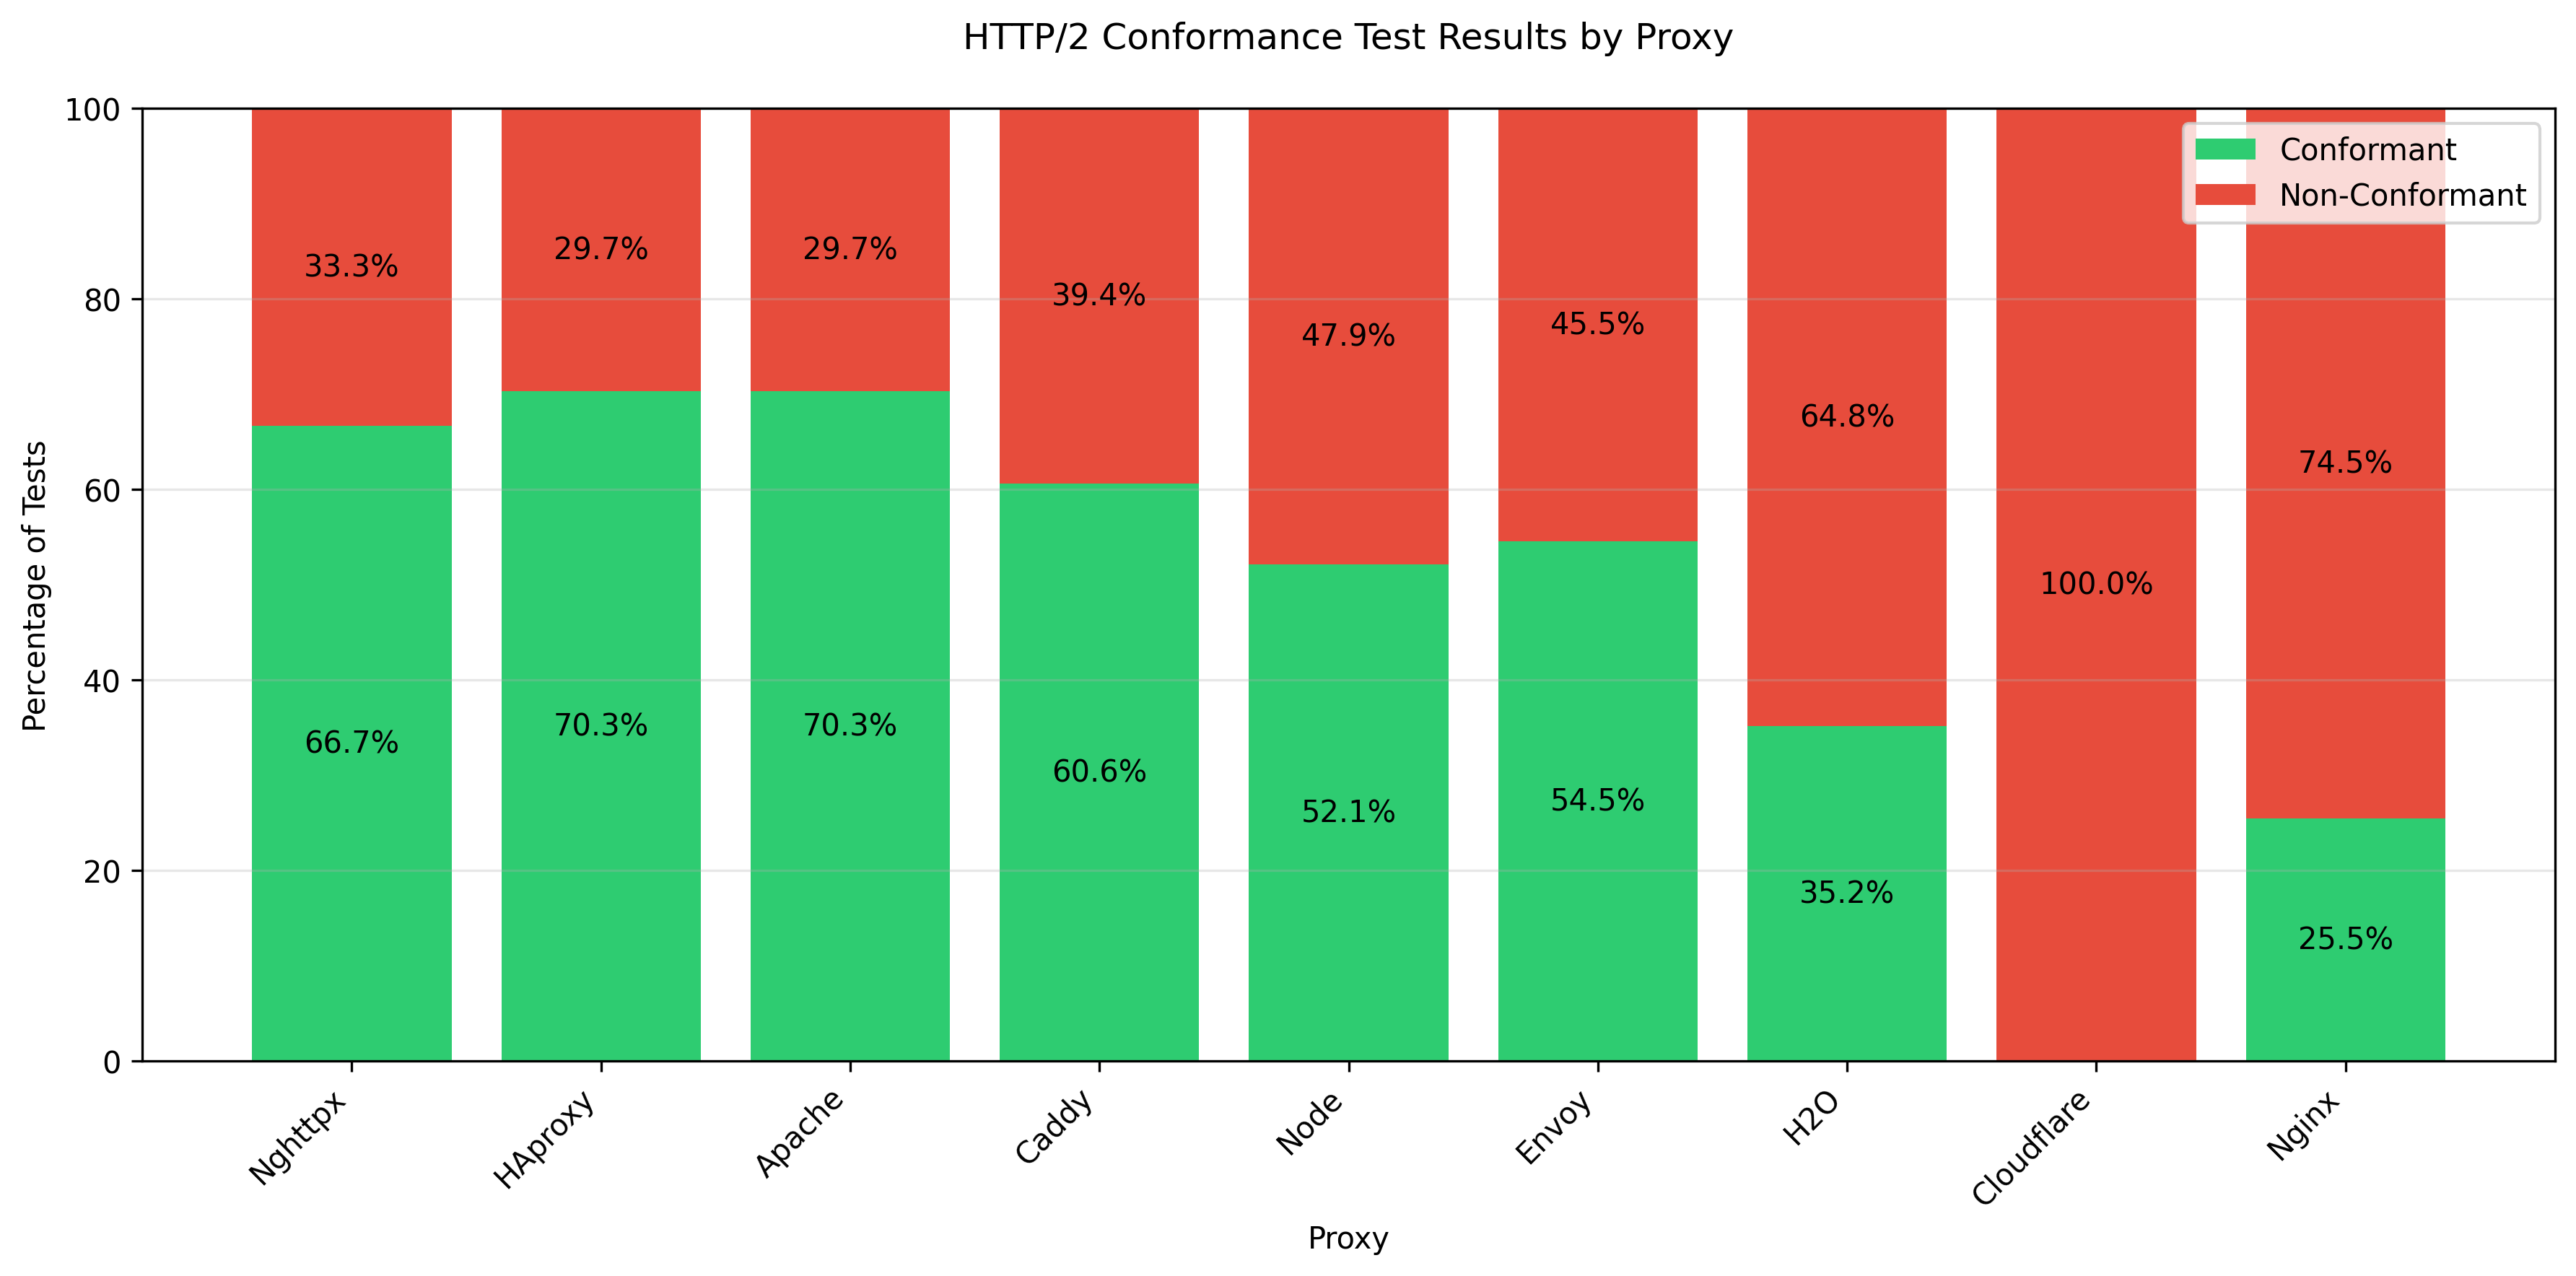 HTTP/2 Conformance Test Results by Proxy
Percentage of Tests
100
80
60
40
20
0
Conformant
Non-Conformant
33.3%
29.7%
29.7%
39.4%
47.9%
45.5%
64.8%
100.0%
74.5%
66.7%
70.3%
70.3%
60.6%
52.1%
54.5%
35.2%
25.5%
Nghttpx
HAproxy
Apache
Caddy
Node
Envoy
H2O
Cloudflare
Nginx
Proxy